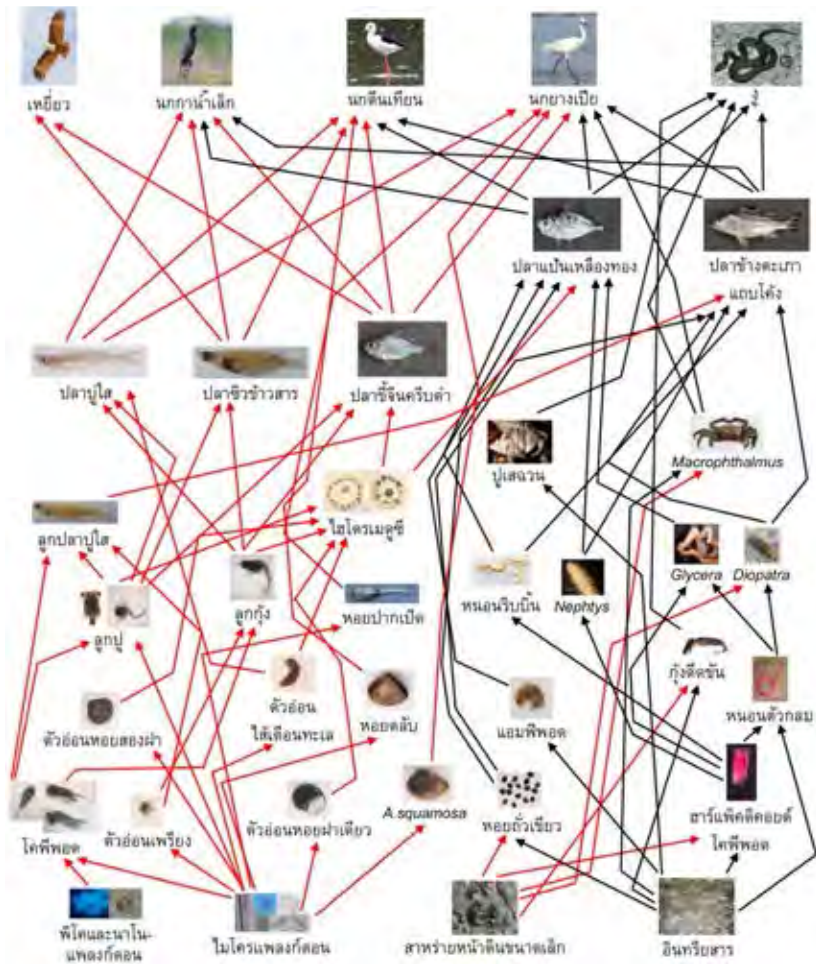 เหยี่ยว
นกกาน้ำเล็ก
นกตีนเทียน
นกยางเปีย
งู
ปลาแป้นเหลืองทอง
ปลาข้างตะเภา
แถบโค้ง
ปลาบู่ใส
ปลาซิวข้าวสาร
ปลาขี้จีนครีบดำ
ปูเสฉวน
Macrophthalmus
ลูกปลาบู่ใส
ไฮโดรเมดูซี
Glycera
Diopatra
หนอนริบบิ้น
Nephtys
ลูกปู
ลูกกุ้ง
หอยปากเป็ด
กุ้งดีดขัน
หนอนตัวกลม
ตัวอ่อน
ไส้เดือนทะเล
หอยตลับ
แอมฟิพอด
ตัวอ่อนหอยสองฝา
ฮาร์แพคติคอยด์
โคพีพอด
โคพีพอด
ตัวอ่อนเพรียง
ตัวอ่อนหอยฝาเดียว
A.squamosa
หอยถั่วเขียว
พิโคและนาโน-
แพลงก์ตอน
ไมโครแพลงก์ตอน
สาหร่ายหน้าดินขนาดเล็ก
อินทรียสาร